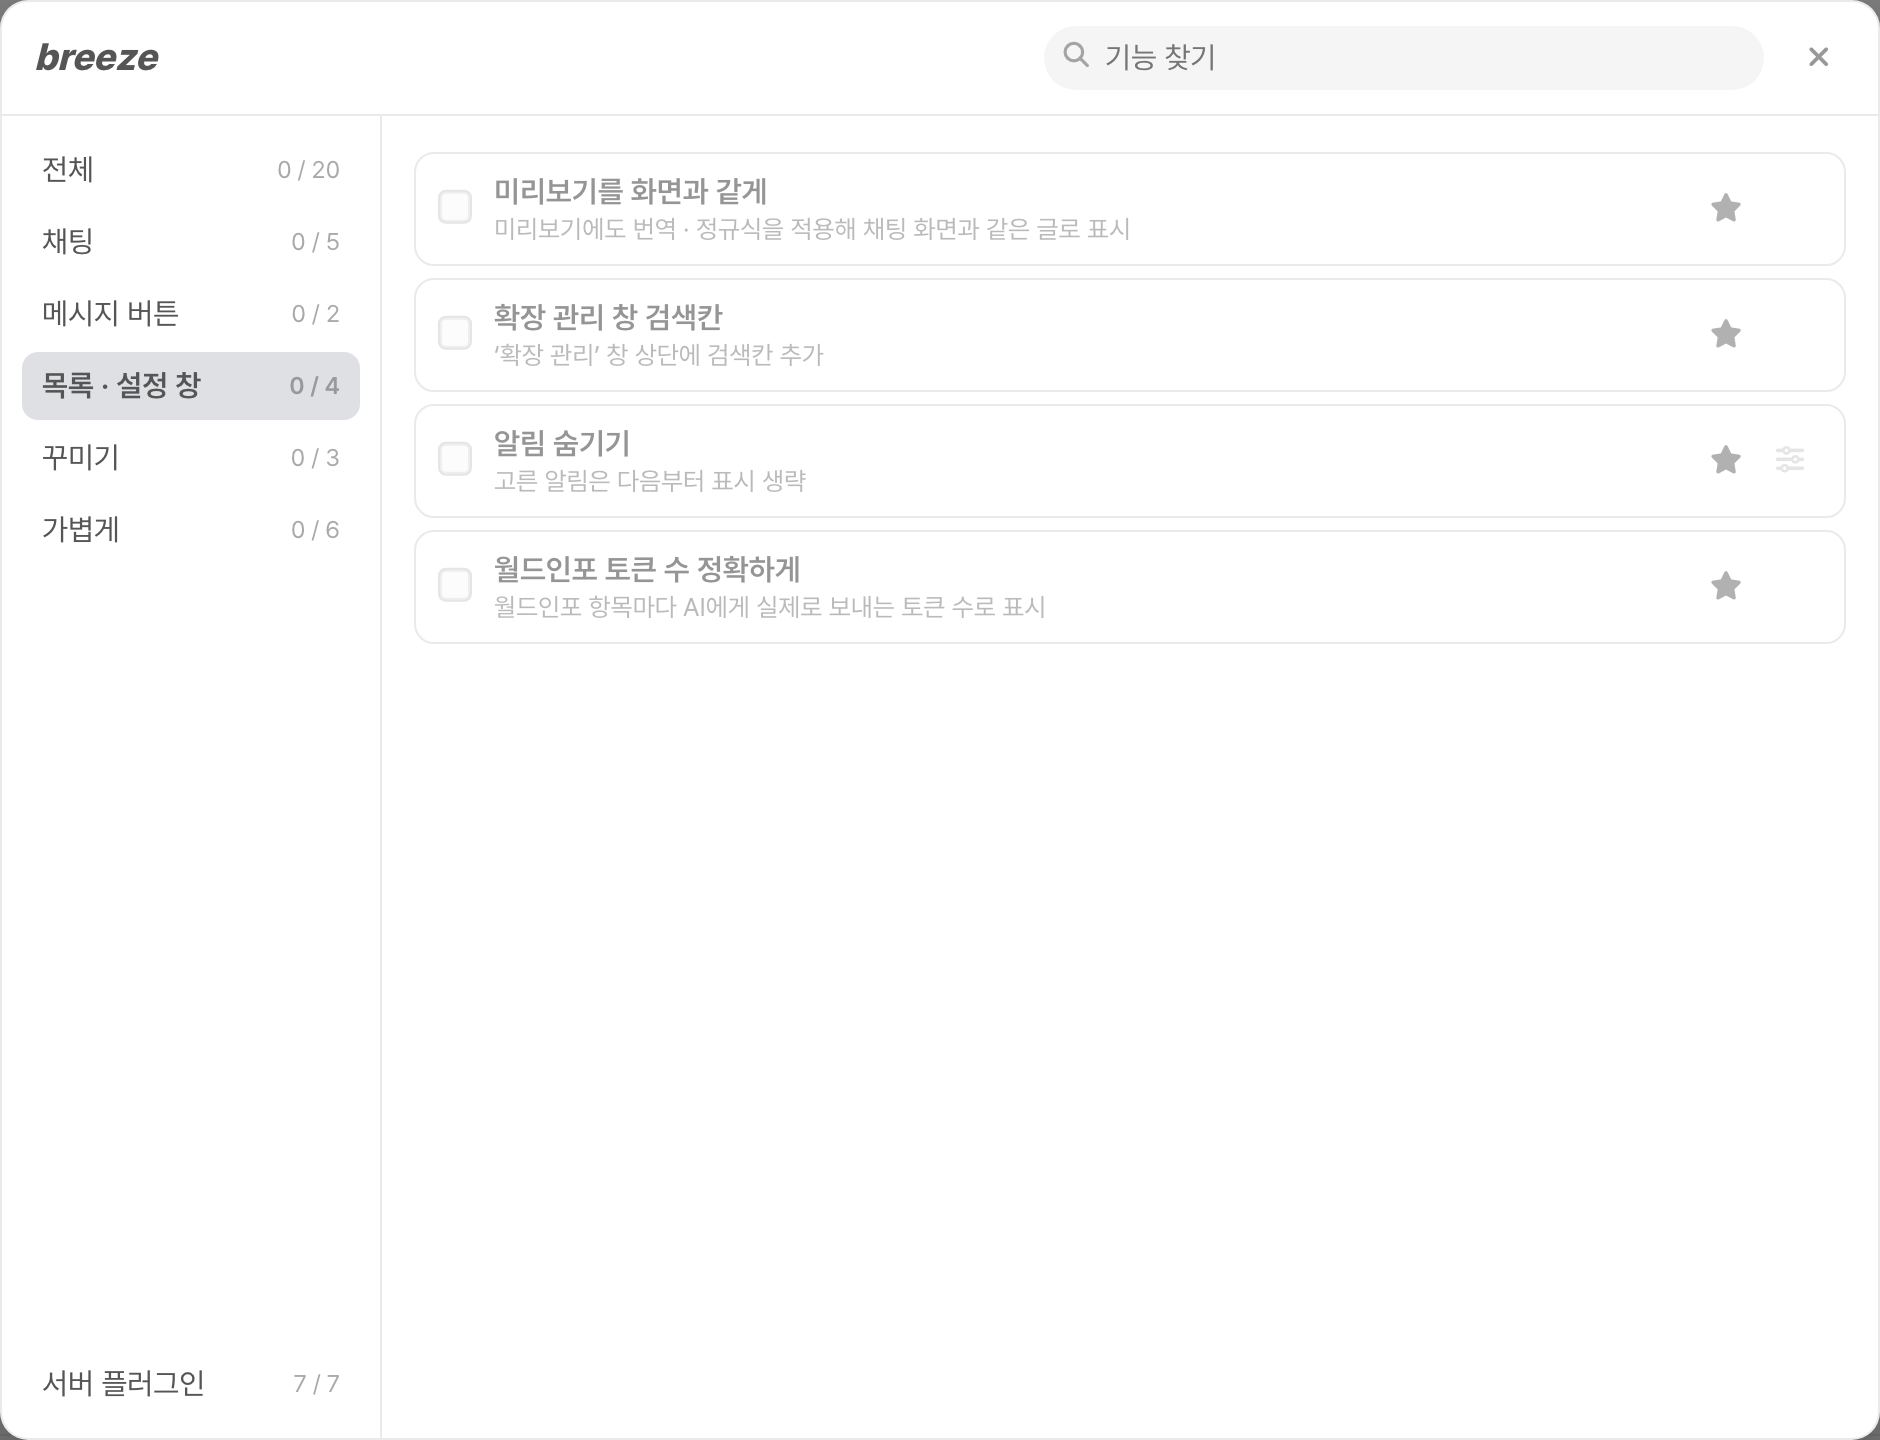 breeze
기능 찾기
전체 0 / 20
채팅 0 / 5
메시지 버튼 0 / 2
목록 · 설정 창 0 / 4
꾸미기 0 / 3
가볍게 0 / 6
서버 플러그인 7 / 7
미리보기를 화면과 같게
미리보기에도 번역 · 정규식을 적용해 채팅 화면과 같은 글로 표시
확장 관리 창 검색칸
‘확장 관리’ 창 상단에 검색칸 추가
알림 숨기기
고른 알림은 다음부터 표시 생략
월드인포 토큰 수 정확하게
월드인포 항목마다 AI에게 실제로 보내는 토큰 수로 표시